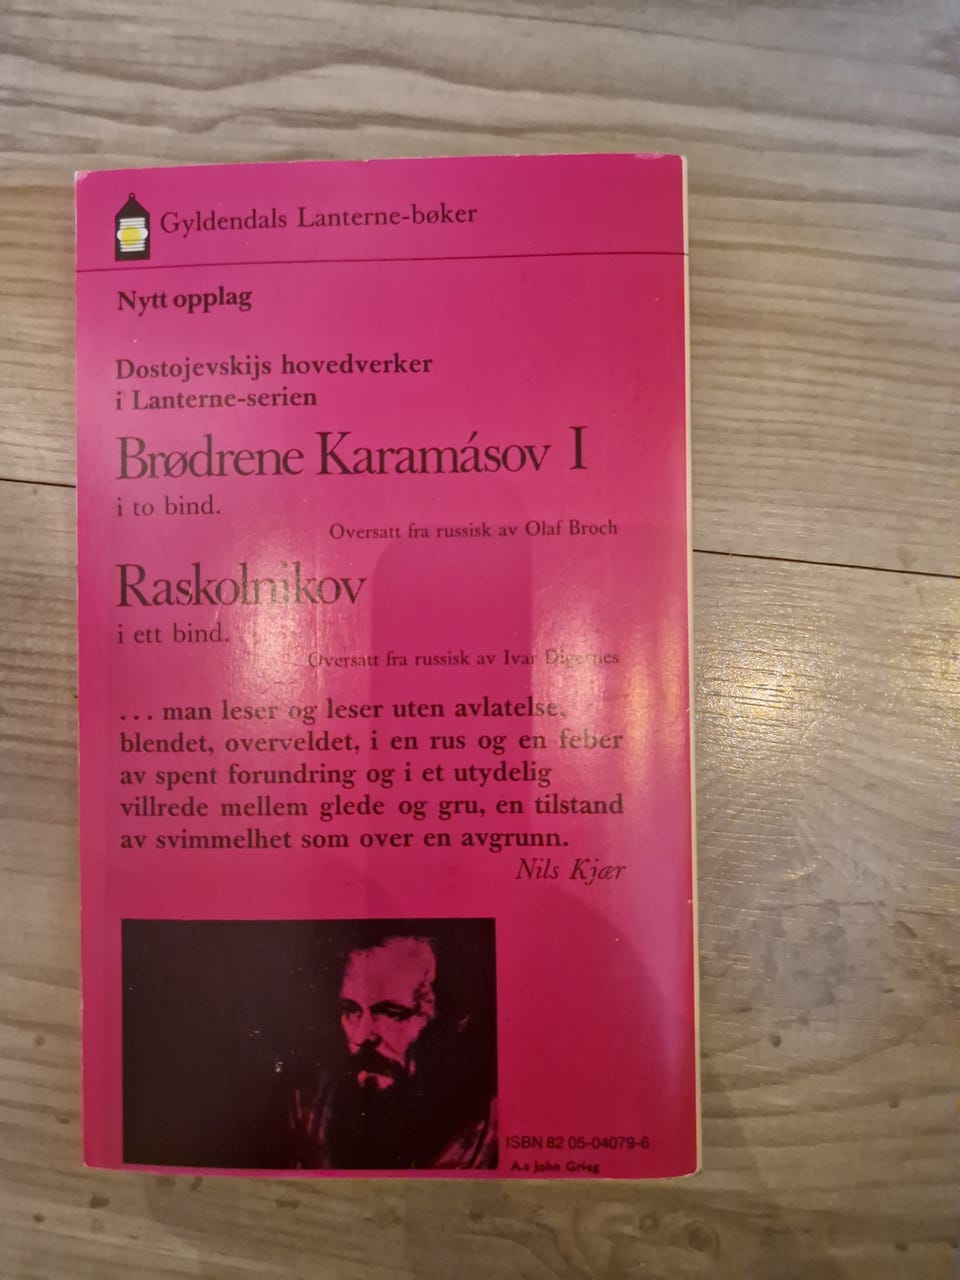 Gyldendals Lanterne-bøker
Nytt opplag
Dostojevskijs hovedverker
i Lanterne-serien
Brødrene Karamásov I
i to bind.
Oversatt fra russisk av Olaf Broch
Raskolnikov
i ett bind.
Oversatt fra russisk av Ivar Digernes
... man leser og leser uten avlatelse,
blendet, overveldet, i en rus og en feber
av spent forundring og i et utydelig
villrede mellem glede og gru, en tilstand
av svimmelhet som over en avgrunn.
Nils Kjær
ISBN 82 05-04079-6
A.s John Grieg